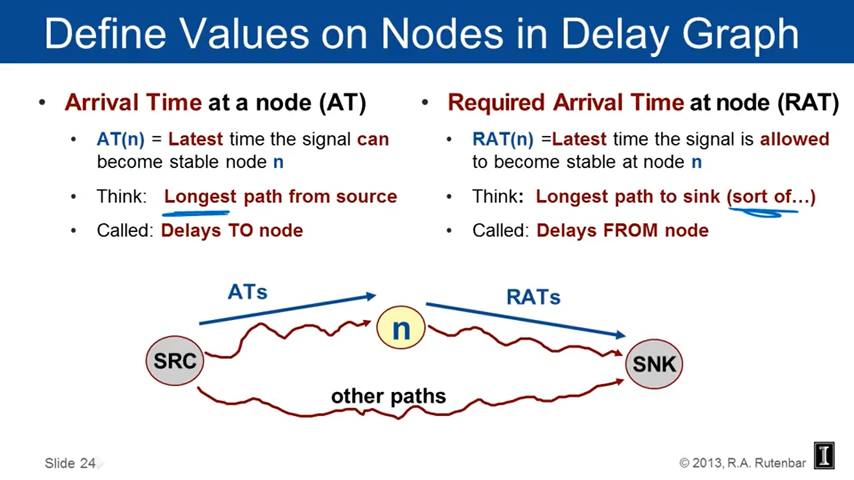 Define Values on Nodes in Delay Graph
• Arrival Time at a node (AT)
• AT(n) = Latest time the signal can
become stable node n
• Think: Longest path from source
• Called: Delays TO node
• Required Arrival Time at node (RAT)
• RAT(n) =Latest time the signal is allowed
to become stable at node n
• Think: Longest path to sink (sort of…)
• Called: Delays FROM node
ATs
RATs
n
SRC
SNK
other paths
Slide 24
© 2013, R.A. Rutenbar
I